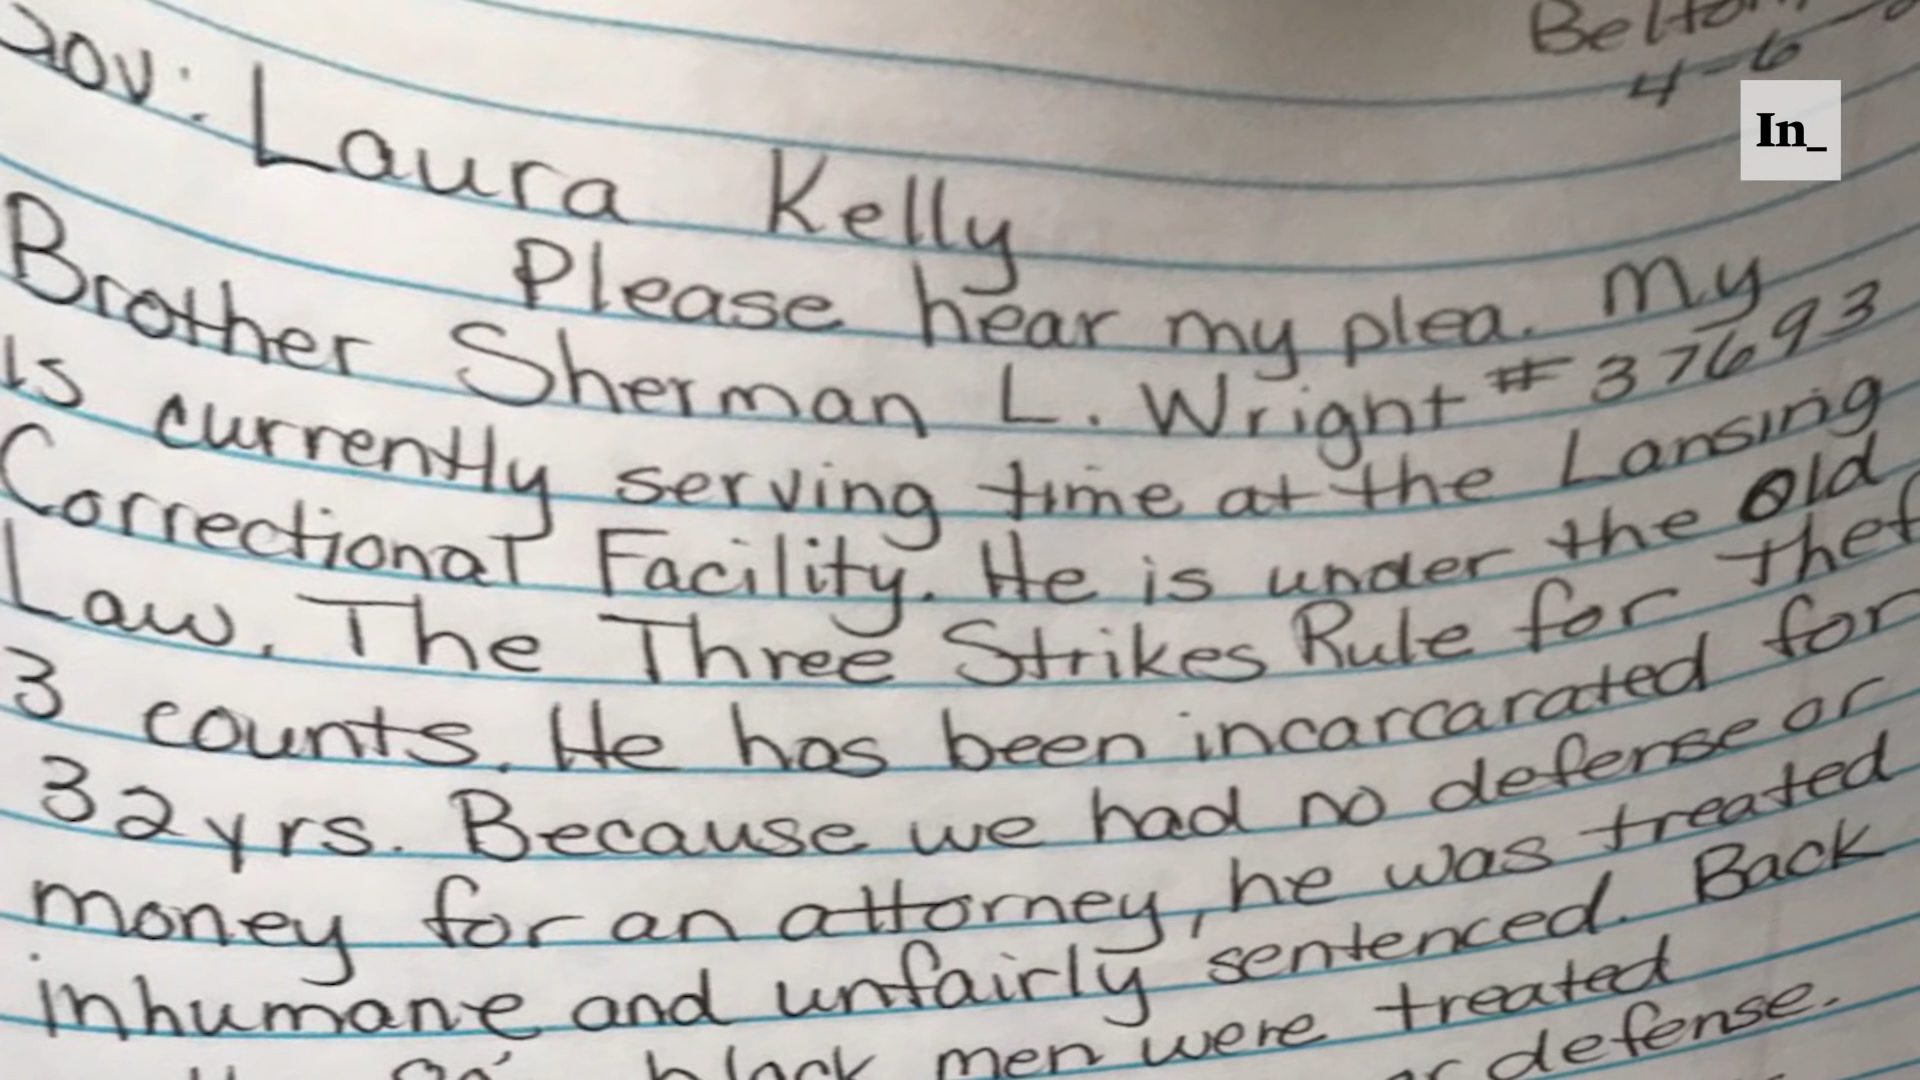 Belton,
4-6
In_
Gov: Laura Kelly
Please hear my plea. My
Brother Sherman L. Wright #37693
is currently serving time at the Lansing
Correctional Facility. He is under the Old
Law. The Three Strikes Rule for Theft
3 counts. He has been incarcarated for
32yrs. Because we had no defense or
money for an attorney, he was treated
inhumane and unfairly sentenced. Back
black men were treated
or defense.